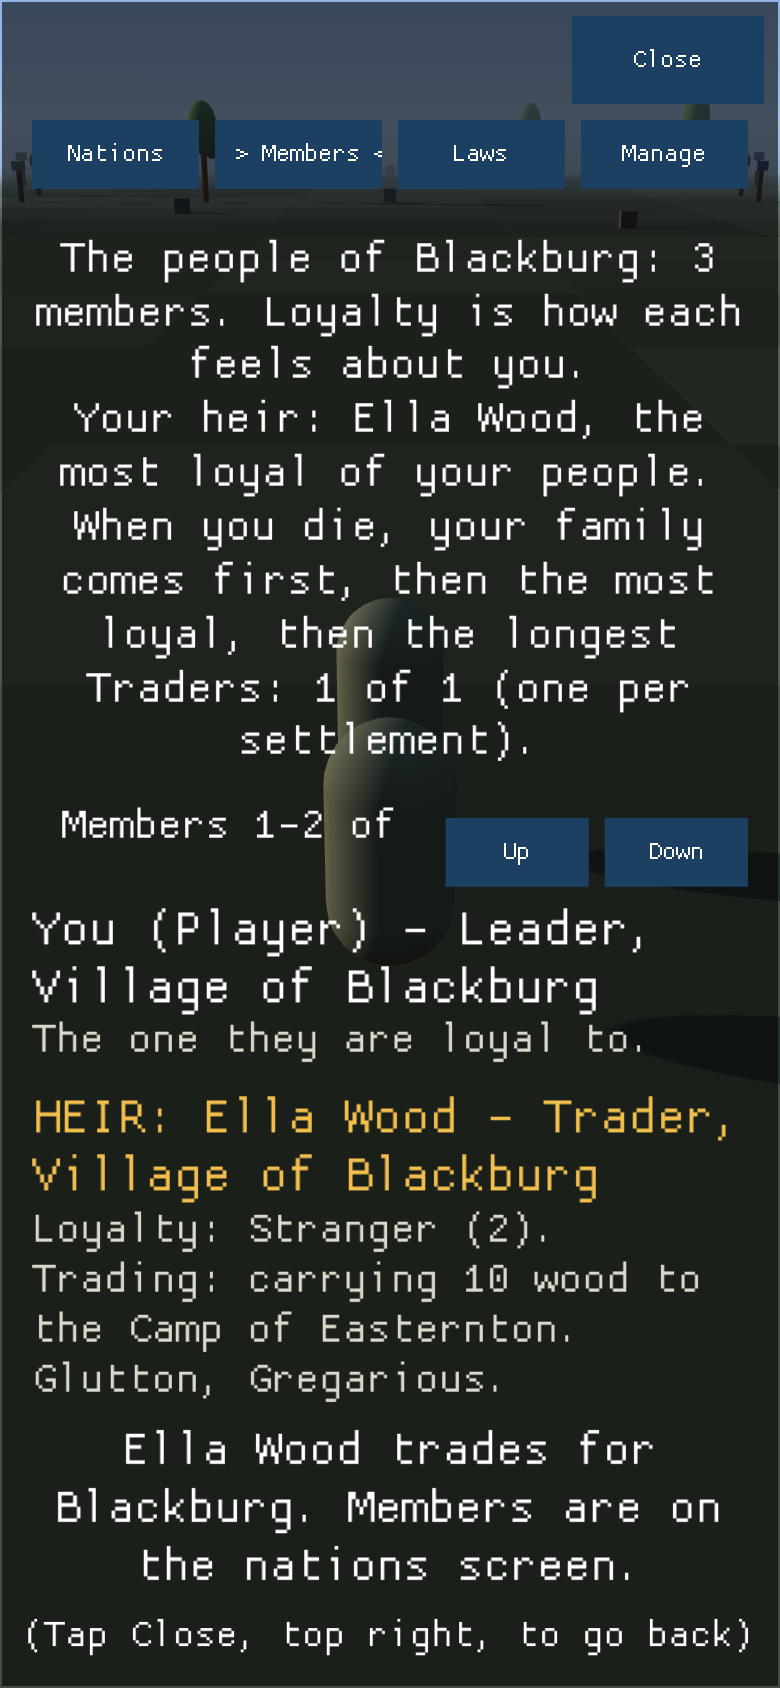 Close
Nations
> Members <
Laws
Manage
The people of Blackburg: 3
members. Loyalty is how each
feels about you.
Your heir: Ella Wood, the
most loyal of your people.
When you die, your family
comes first, then the most
loyal, then the longest
Traders: 1 of 1 (one per
settlement).
Members 1-2 of
Up
Down
You (Player) - Leader,
Village of Blackburg
The one they are loyal to.
HEIR: Ella Wood - Trader,
Village of Blackburg
Loyalty: Stranger (2).
Trading: carrying 10 wood to
the Camp of Easternton.
Glutton, Gregarious.
Ella Wood trades for
Blackburg. Members are on
the nations screen.
(Tap Close, top right, to go back)